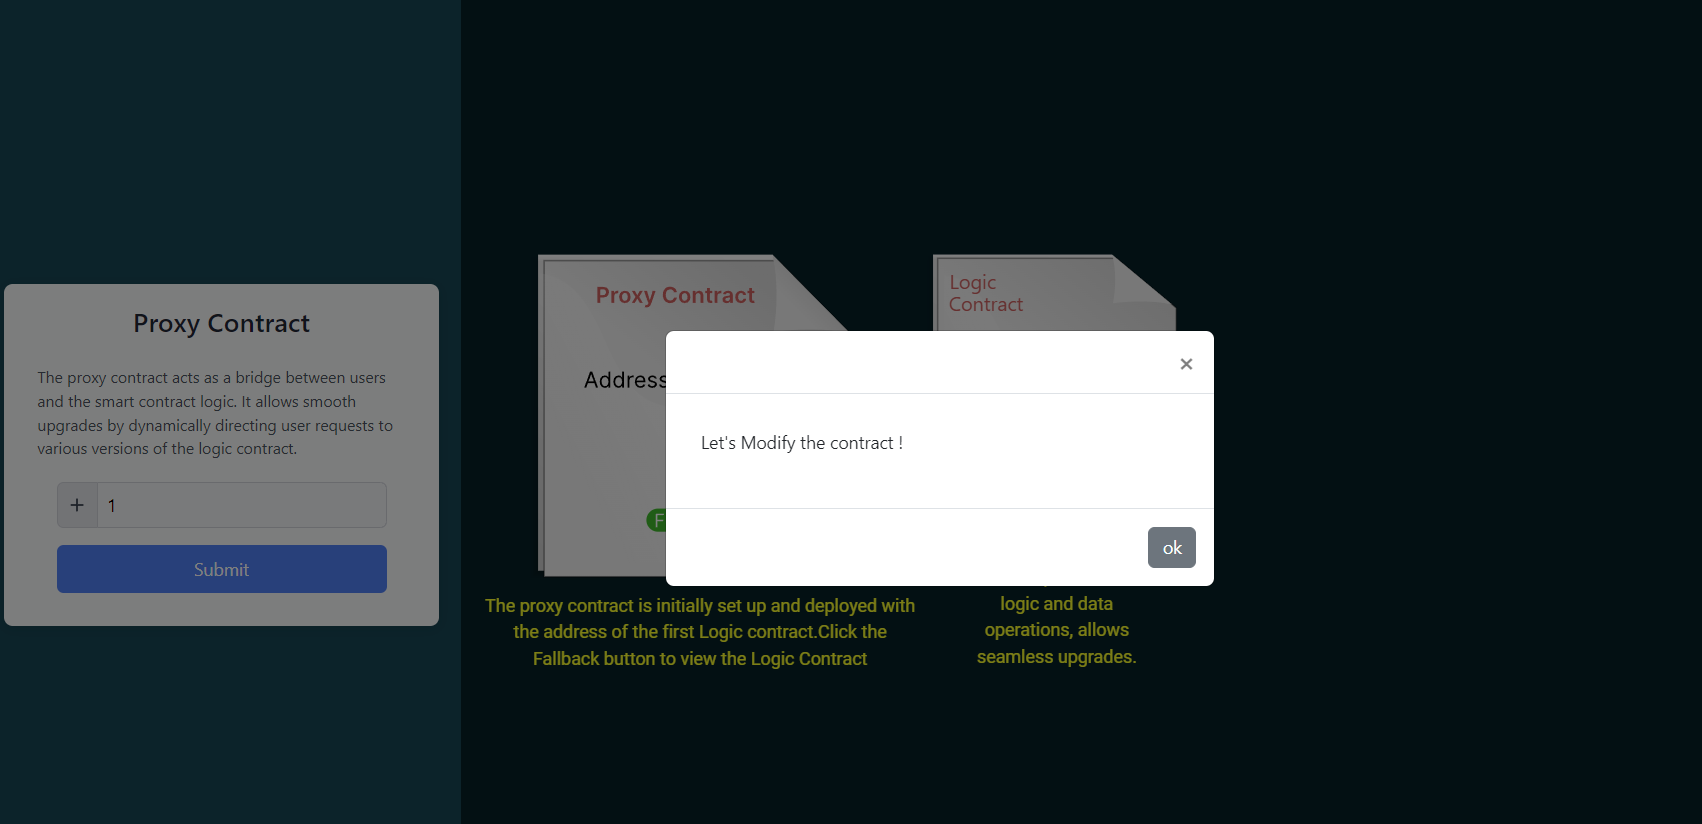 Proxy Contract
The proxy contract acts as a bridge between users
and the smart contract logic. It allows smooth
upgrades by dynamically directing user requests to
various versions of the logic contract.
+ 1
Submit
Proxy Contract
Address
F
The proxy contract is initially set up and deployed with
the address of the first Logic contract.Click the
Fallback button to view the Logic Contract
Logic
Contract
logic and data
operations, allows
seamless upgrades.
×
Let's Modify the contract !
ok